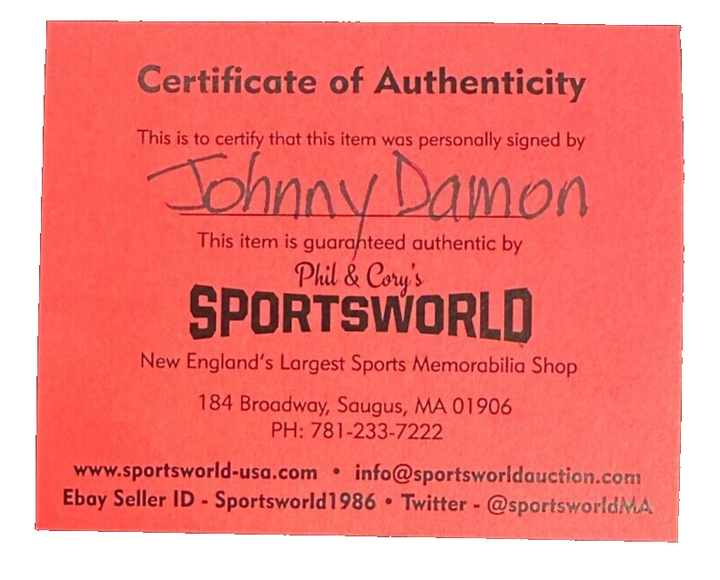 Certificate of Authenticity
This is to certify that this item was personally signed by
Johnny Damon
This item is guaranteed authentic by
Phil & Cory's
SPORTSWORLD
New England's Largest Sports Memorabilia Shop
184 Broadway, Saugus, MA 01906
PH: 781-233-7222
www.sportsworld-usa.com • info@sportsworldauction.com
Ebay Seller ID - Sportsworld1986 • Twitter - @sportsworldMA